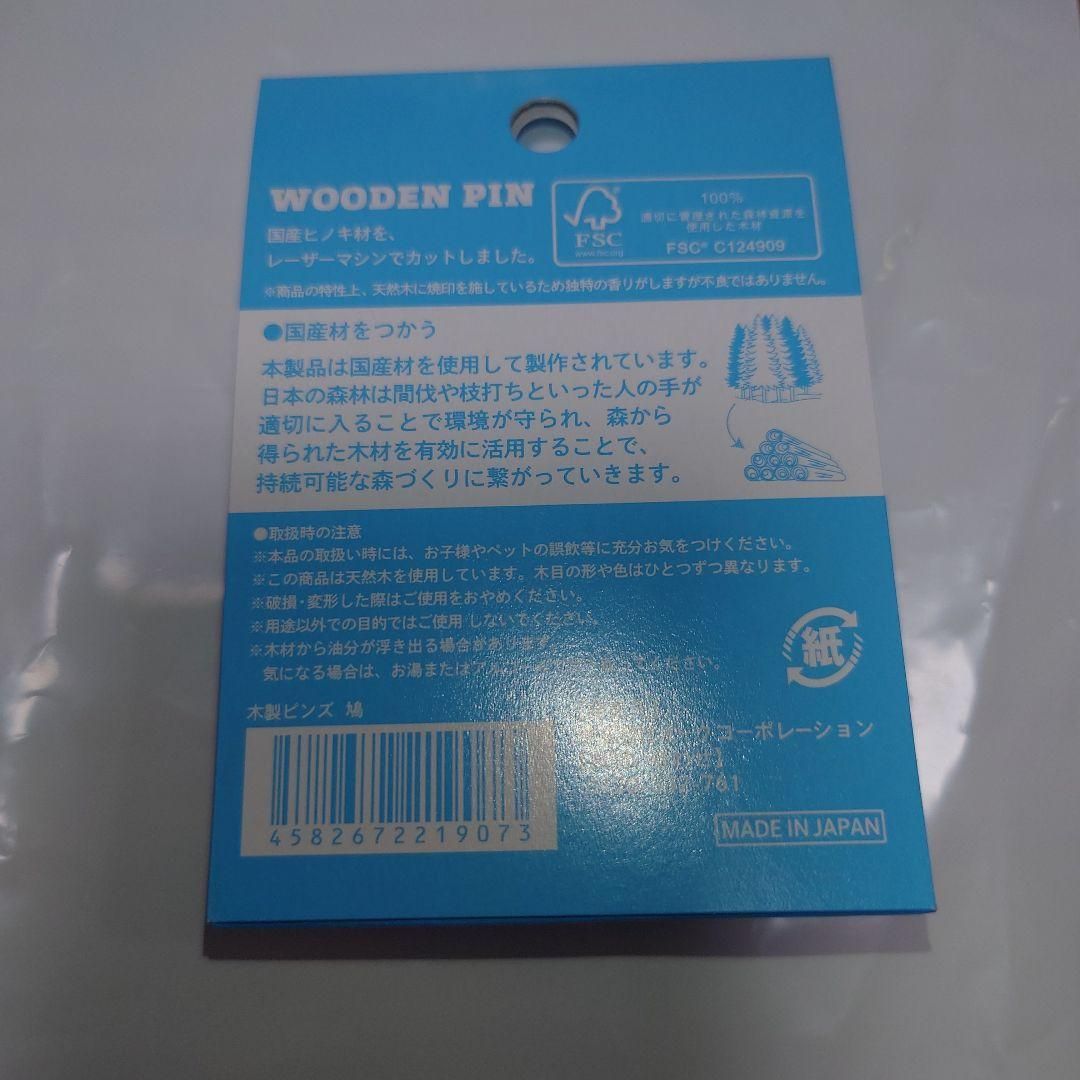 WOODEN PIN
国産ヒノキ材を、
レーザーマシンでカットしました。
FSC®
www.fsc.org
100%
適切に管理された森林資源を
使用した木材
FSC® C124909
※商品の特性上、天然木に焼印を施しているため独特の香りがしますが不良ではありません。
●国産材をつかう
本製品は国産材を使用して製作されています。
日本の森林は間伐や枝打ちといった人の手が
適切に入ることで環境が守られ、森から
得られた木材を有効に活用することで、
持続可能な森づくりに繋がっていきます。
●取扱時の注意
※本品の取扱い時には、お子様やペットの誤飲等に充分お気をつけください。
※この商品は天然木を使用しています。木目の形や色はひとつずつ異なります。
※破損・変形した際はご使用をおやめください。
※用途以外での目的ではご使用しないでください。
※木材から油分が浮き出る場合があります。
気になる場合は、お湯またはアル ください。
紙
木製ピンズ 鳩
4582672219073
コーポレーション
761
MADE IN JAPAN